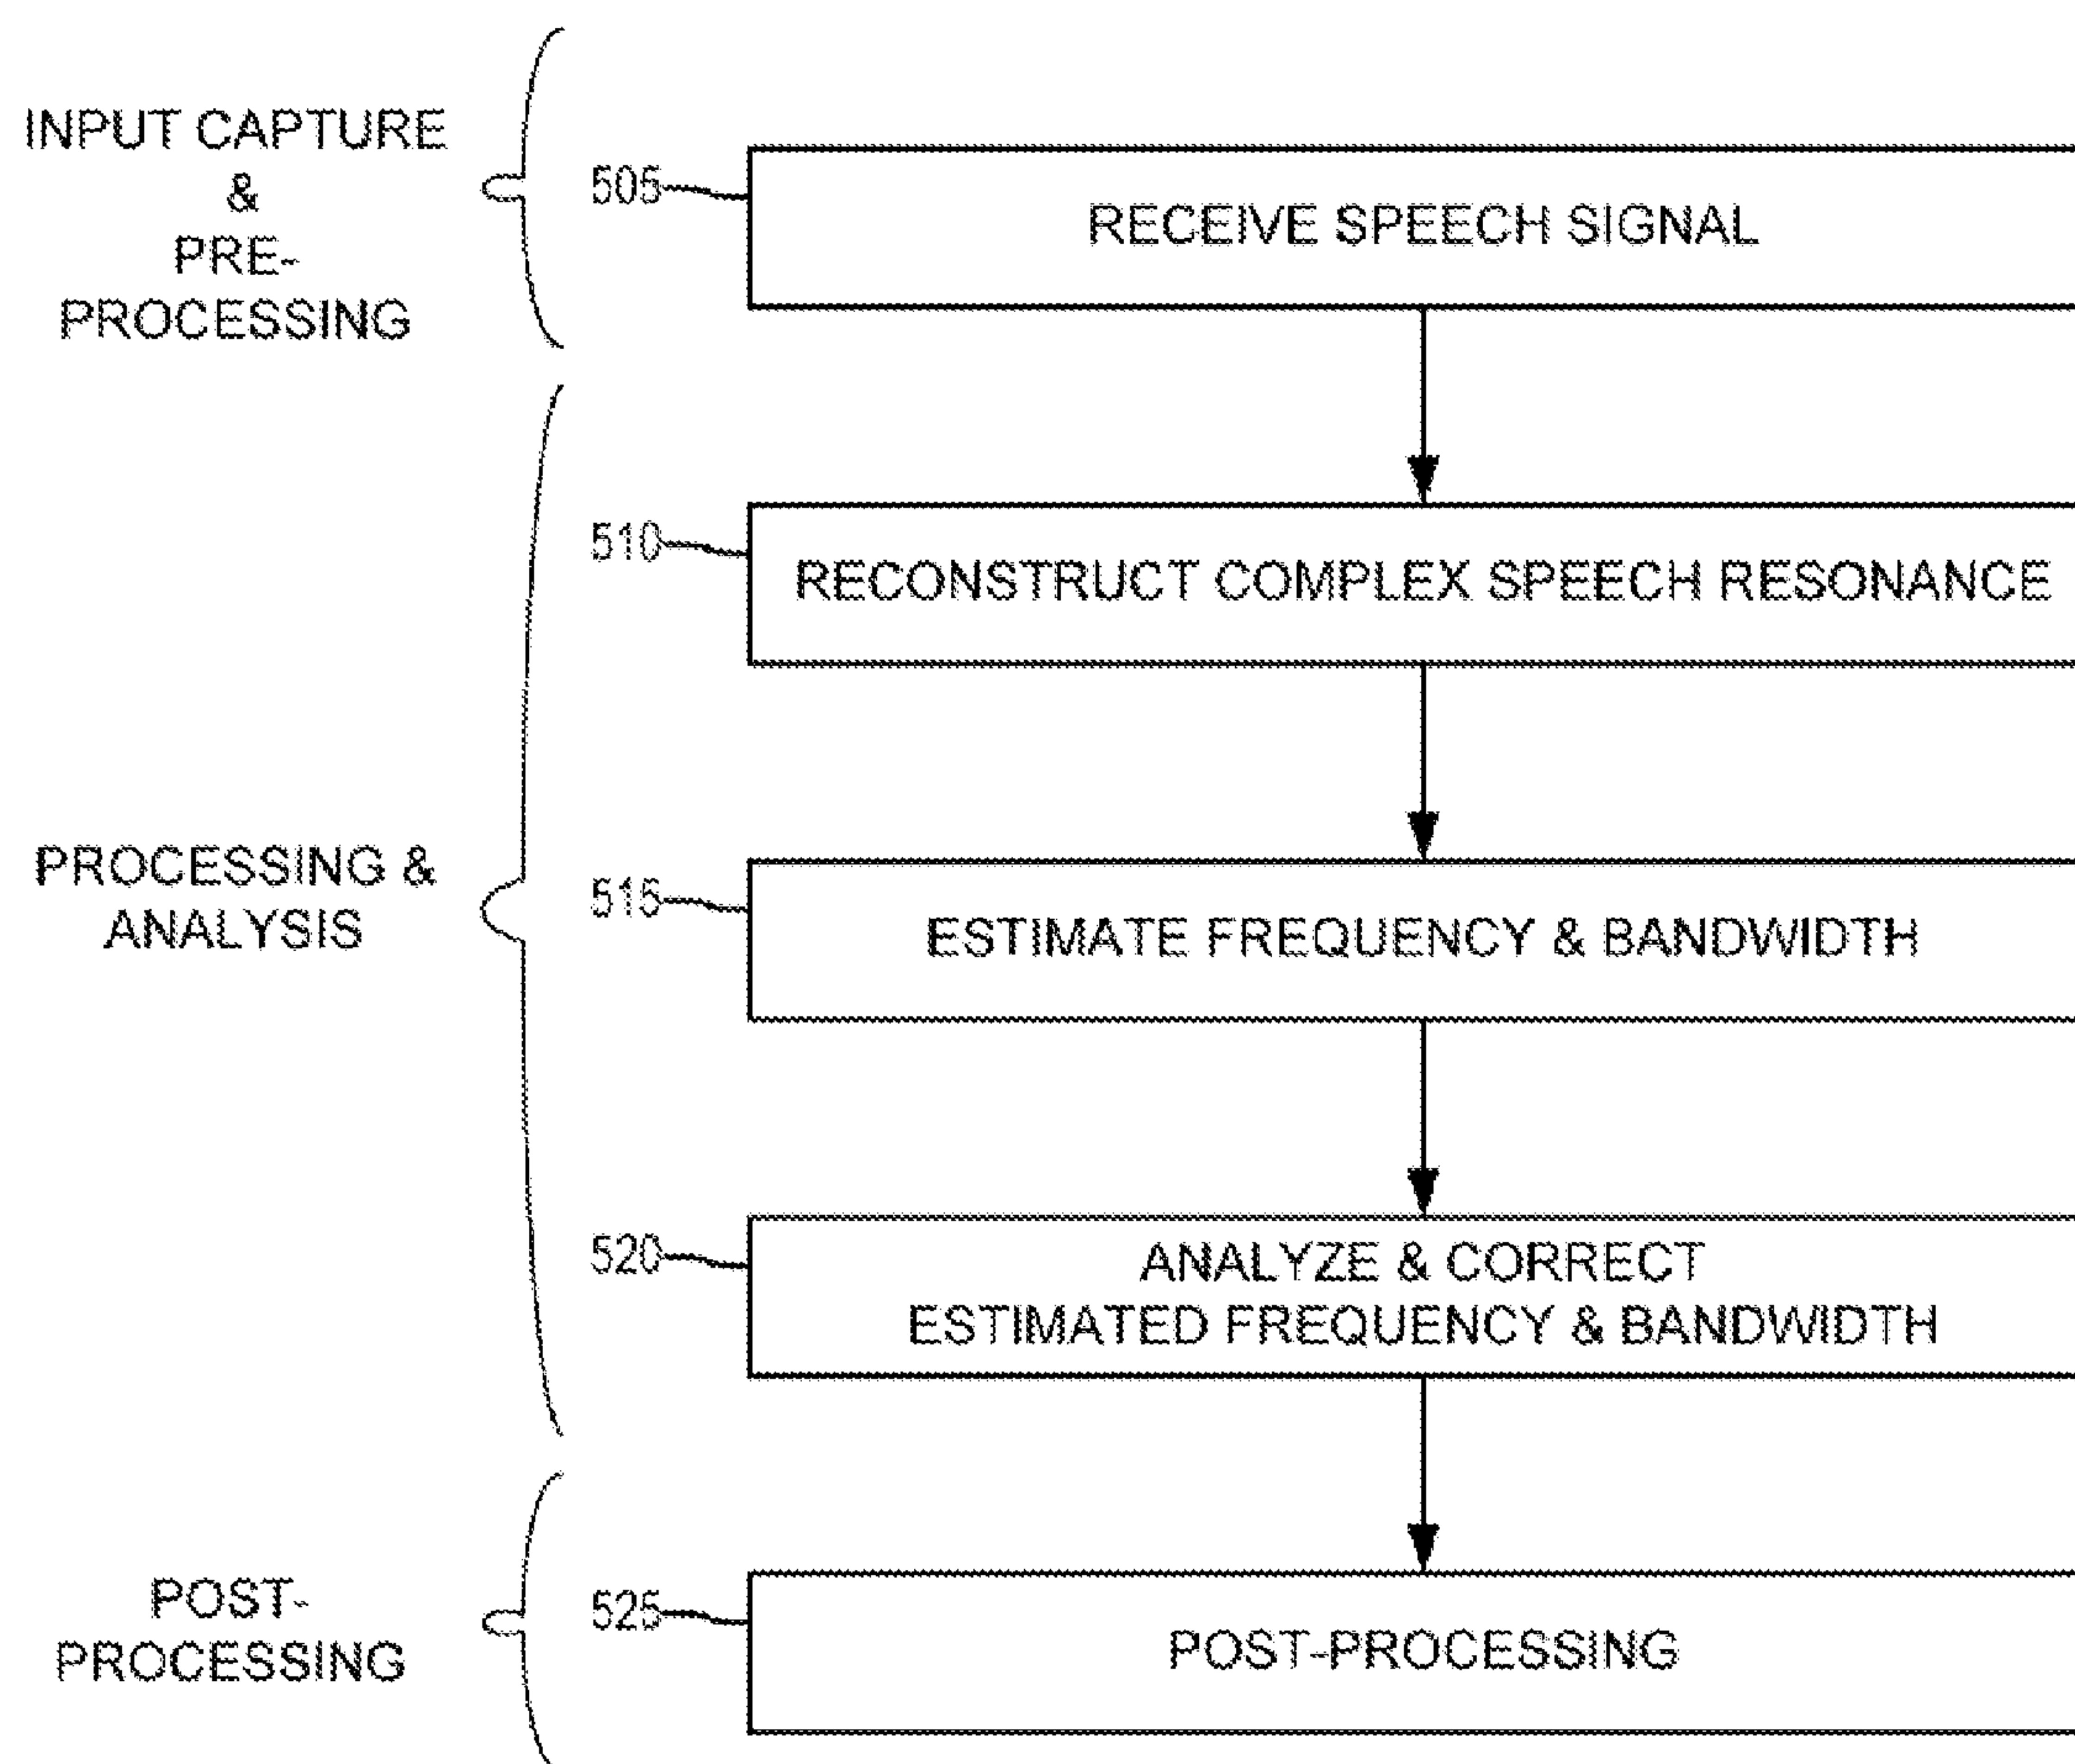 INPUT CAPTURE
&
PRE-
PROCESSING
505
RECEIVE SPEECH SIGNAL
510
RECONSTRUCT COMPLEX SPEECH RESONANCE
PROCESSING &
ANALYSIS
515
ESTIMATE FREQUENCY & BANDWIDTH
520
ANALYZE & CORRECT
ESTIMATED FREQUENCY & BANDWIDTH
POST-
PROCESSING
525
POST-PROCESSING